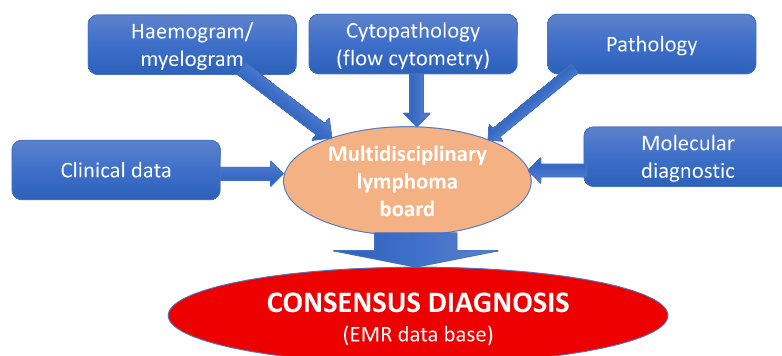 Haemogram/
myelogram
Cytopathology
(flow cytometry)
Pathology
Clinical data
Multidisciplinary
lymphoma
board
Molecular
diagnostic
CONSENSUS DIAGNOSIS
(EMR data base)